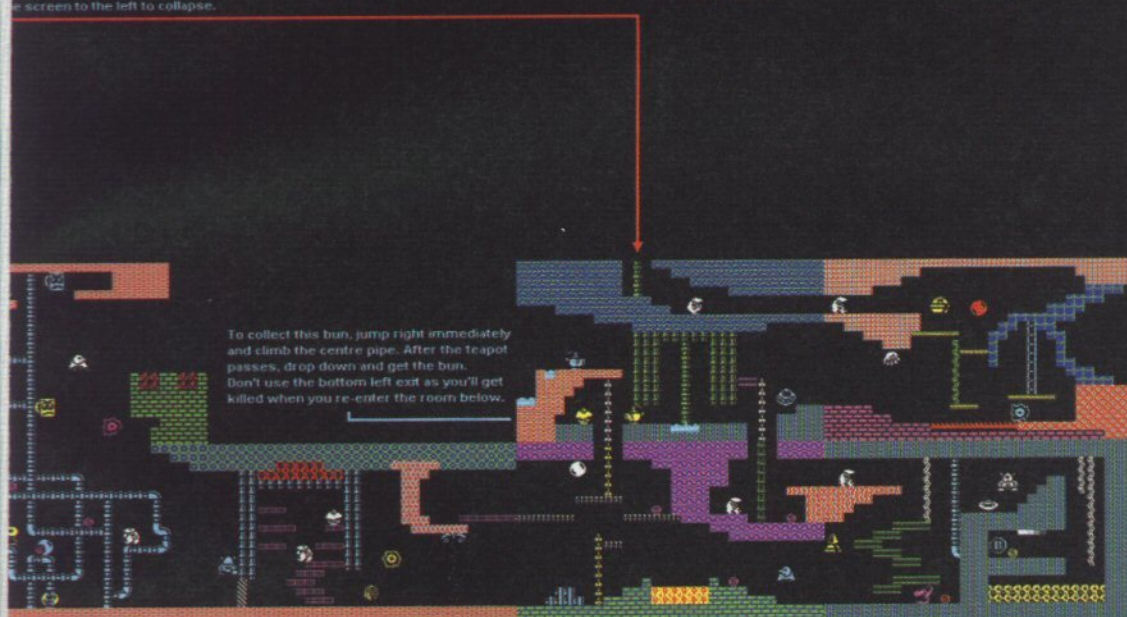 e screen to the left to collapse.
To collect this bun, jump right immediately
and climb the centre pipe. After the teapot
passes, drop down and get the bun.
Don't use the bottom left exit as you'll get
killed when you re-enter the room below.